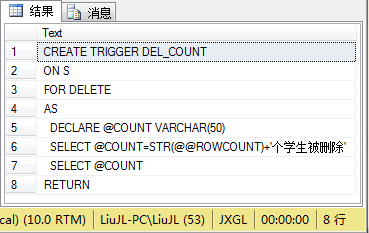 结果 消息
Text
1 CREATE TRIGGER DEL_COUNT
2 ON S
3 FOR DELETE
4 AS
5 DECLARE @COUNT VARCHAR(50)
6 SELECT @COUNT=STR(@@ROWCOUNT)+'个学生被删除'
7 SELECT @COUNT
8 RETURN
cal) (10.0 RTM) LiuJL-PC\LiuJL (53) JXGL 00:00:00 8 行